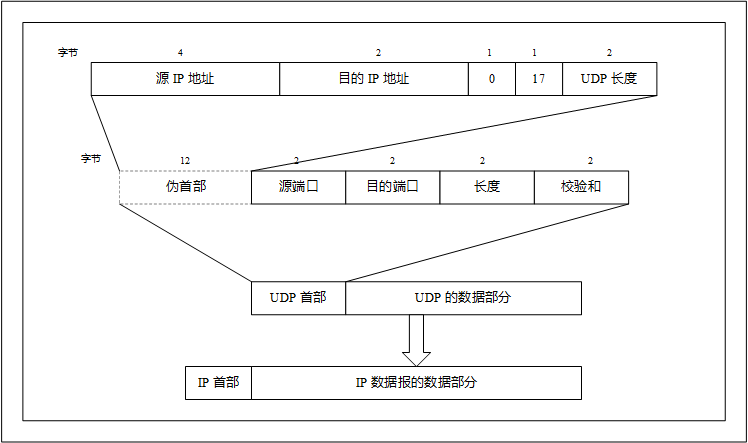 字节 4 2 1 1 2
源 IP 地址 目的 IP 地址 0 17 UDP 长度
字节 12 2 2 2 2
伪首部 源端口 目的端口 长度 校验和
UDP 首部 UDP 的数据部分
IP 首部 IP 数据报的数据部分